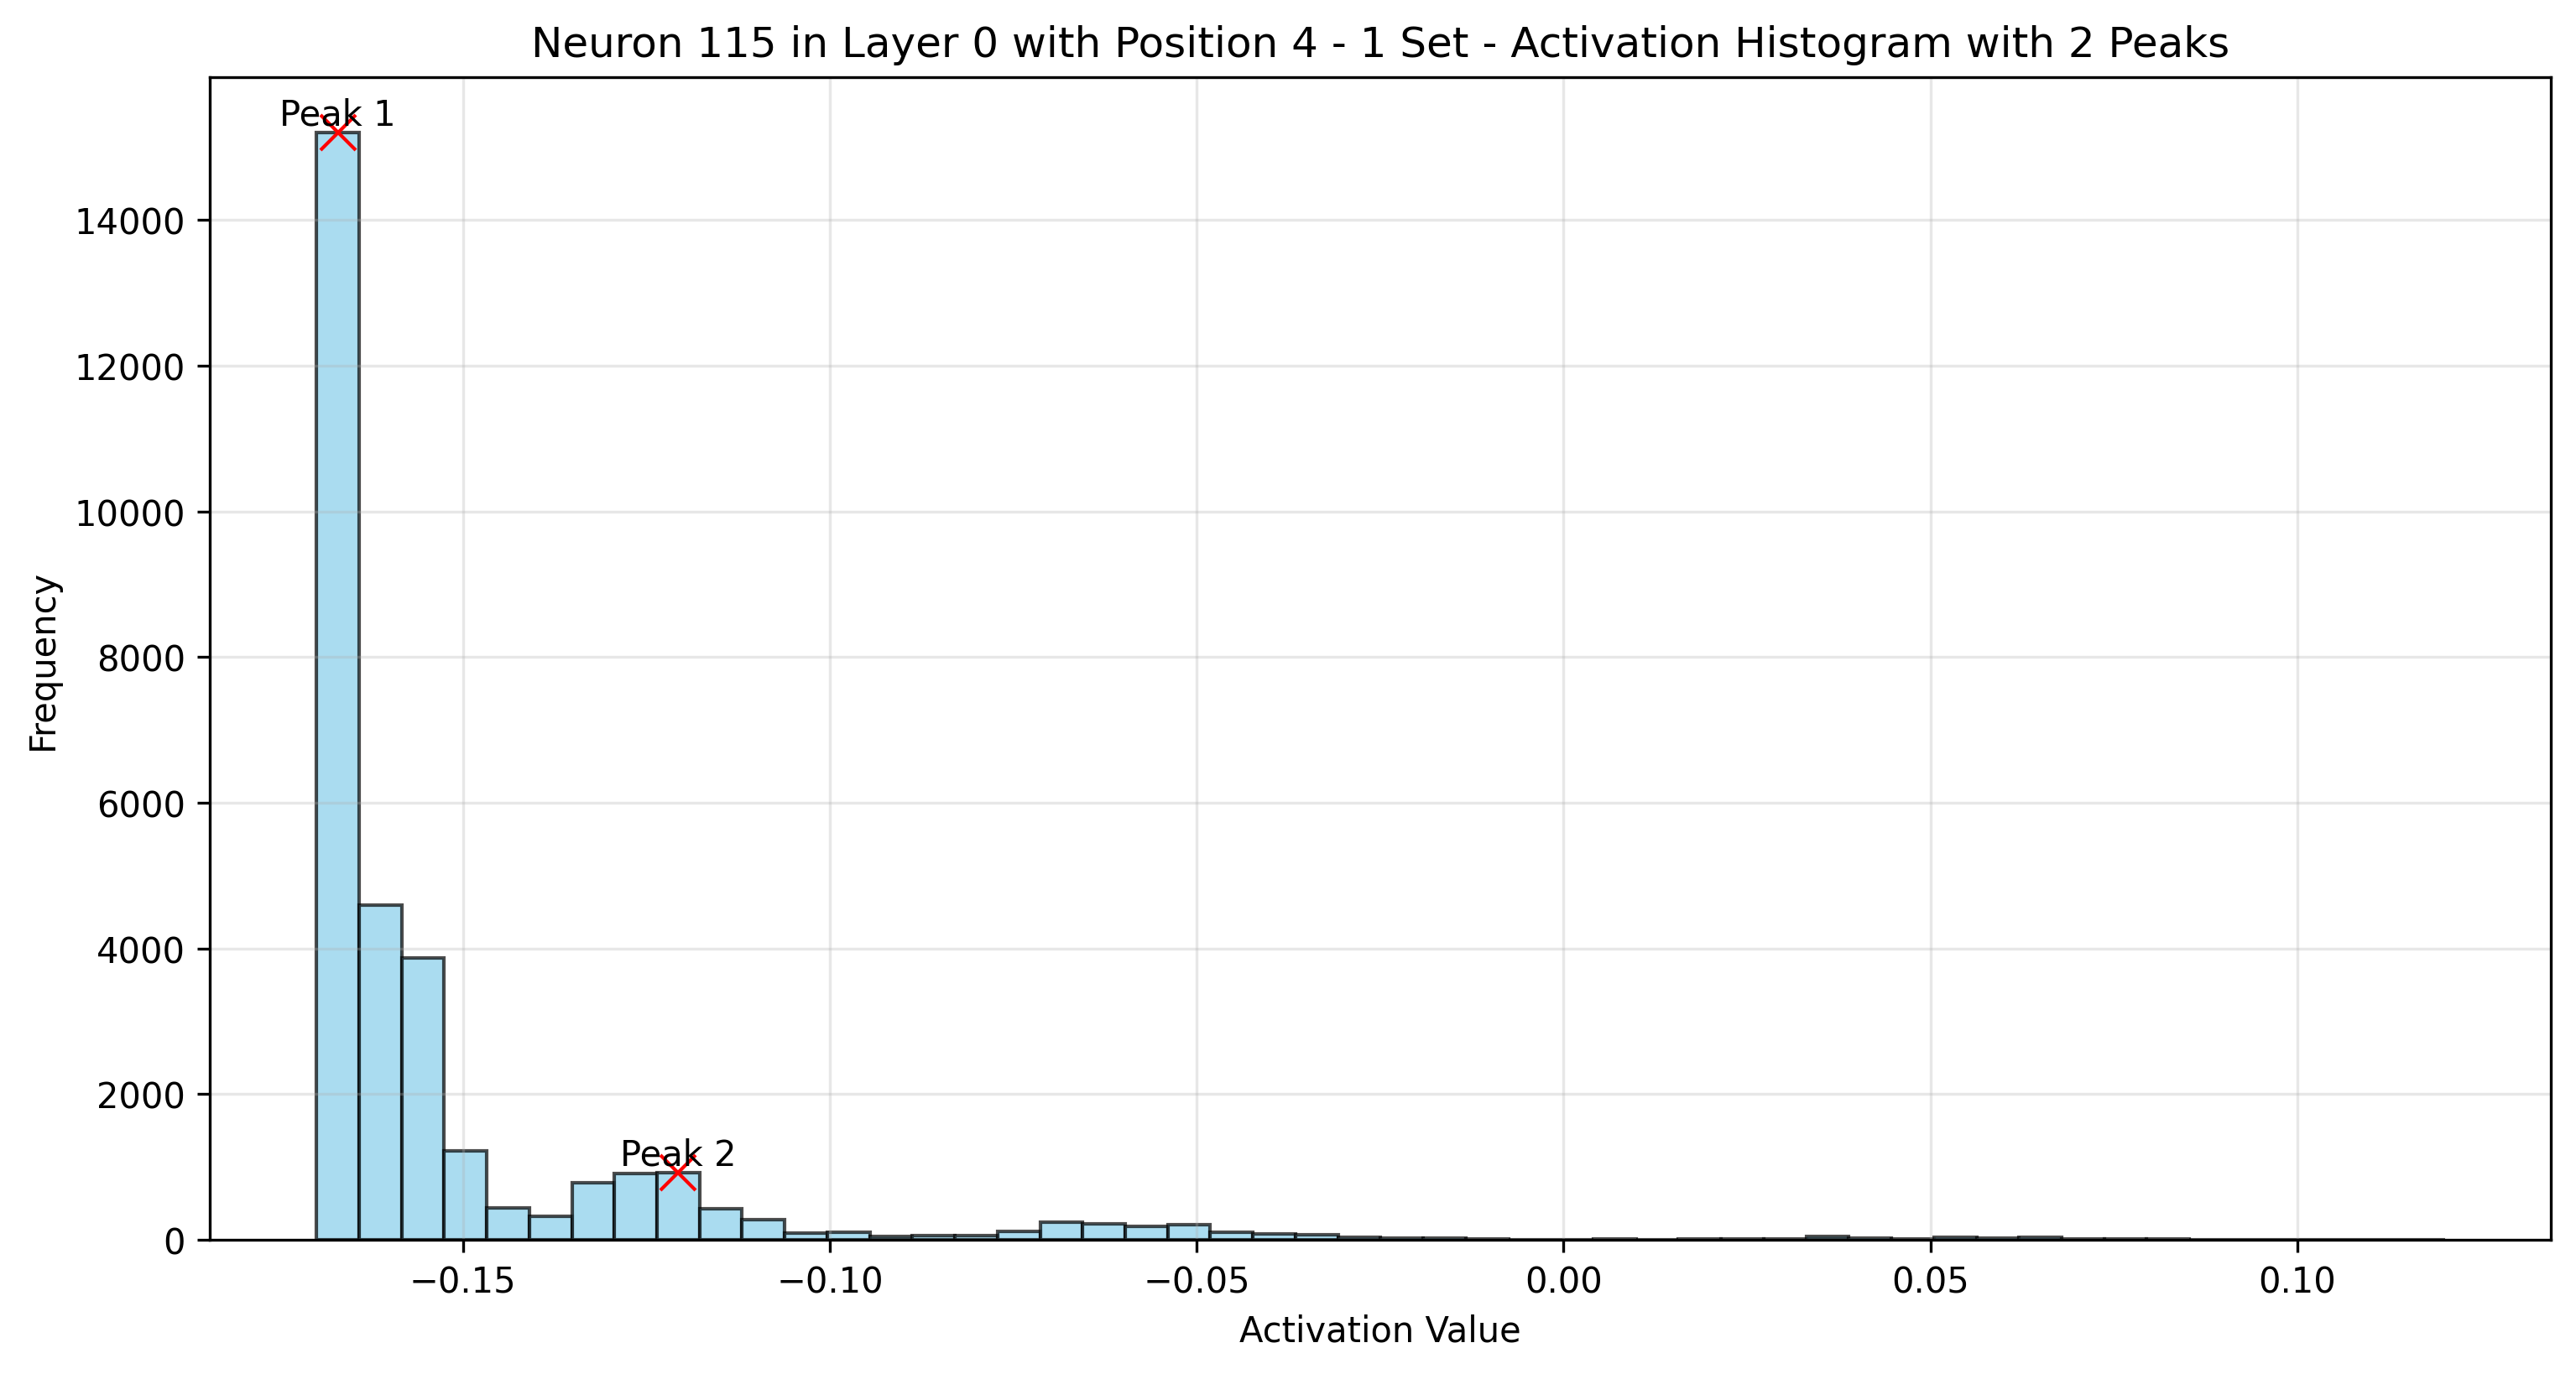 Neuron 115 in Layer 0 with Position 4 - 1 Set - Activation Histogram with 2 Peaks
Peak 1
14000
12000
10000
8000
6000
4000
2000
0
Frequency
Peak 2
−0.15
−0.10
−0.05
0.00
0.05
0.10
Activation Value